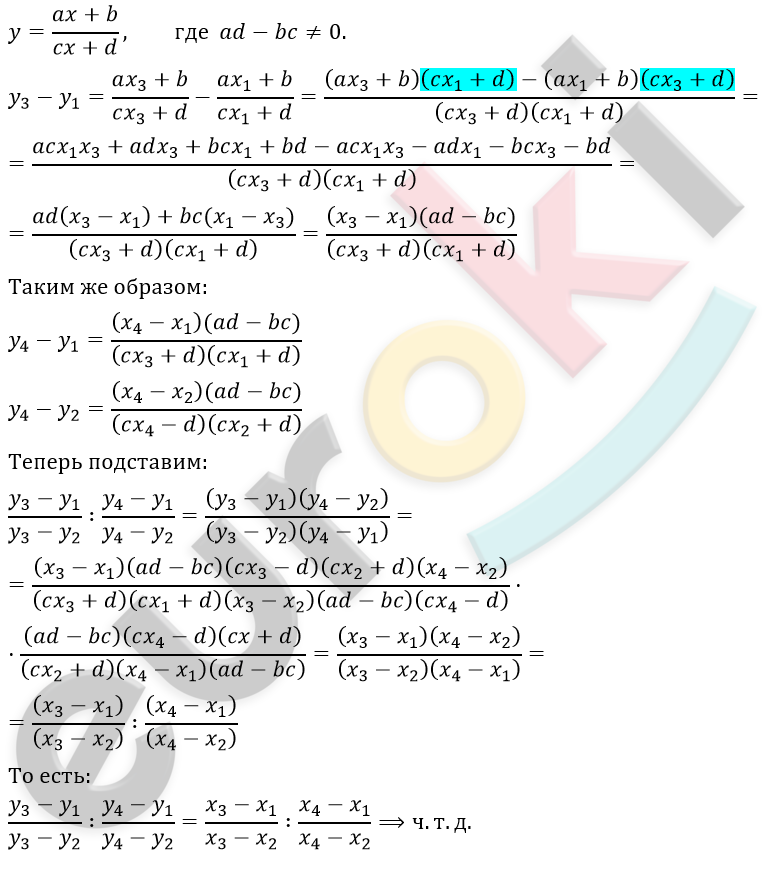 y = (ax + b)/(cx + d), где ad − bc ≠ 0.
y₃ − y₁ = (ax₃ + b)/(cx₃ + d) − (ax₁ + b)/(cx₁ + d) = ((ax₃ + b)(cx₁ + d) − (ax₁ + b)(cx₃ + d))/((cx₃ + d)(cx₁ + d)) =
= (acx₁x₃ + adx₃ + bcx₁ + bd − acx₁x₃ − adx₁ − bcx₃ − bd)/((cx₃ + d)(cx₁ + d)) =
= (ad(x₃ − x₁) + bc(x₁ − x₃))/((cx₃ + d)(cx₁ + d)) = ((x₃ − x₁)(ad − bc))/((cx₃ + d)(cx₁ + d))
Таким же образом:
y₄ − y₁ = ((x₄ − x₁)(ad − bc))/((cx₃ + d)(cx₁ + d))
y₄ − y₂ = ((x₄ − x₂)(ad − bc))/((cx₄ − d)(cx₂ + d))
Теперь подставим:
(y₃ − y₁)/(y₃ − y₂) : (y₄ − y₁)/(y₄ − y₂) = ((y₃ − y₁)(y₄ − y₂))/((y₃ − y₂)(y₄ − y₁)) =
= ((x₃ − x₁)(ad − bc)(cx₃ − d)(cx₂ + d)(x₄ − x₂))/((cx₃ + d)(cx₁ + d)(x₃ − x₂)(ad − bc)(cx₄ − d)) ·
· ((ad − bc)(cx₄ − d)(cx + d))/((cx₂ + d)(x₄ − x₁)(ad − bc)) = ((x₃ − x₁)(x₄ − x₂))/((x₃ − x₂)(x₄ − x₁)) =
= (x₃ − x₁)/(x₃ − x₂) : (x₄ − x₁)/(x₄ − x₂)
То есть:
(y₃ − y₁)/(y₃ − y₂) : (y₄ − y₁)/(y₄ − y₂) = (x₃ − x₁)/(x₃ − x₂) : (x₄ − x₁)/(x₄ − x₂) ⟹ ч. т. д.
euroki